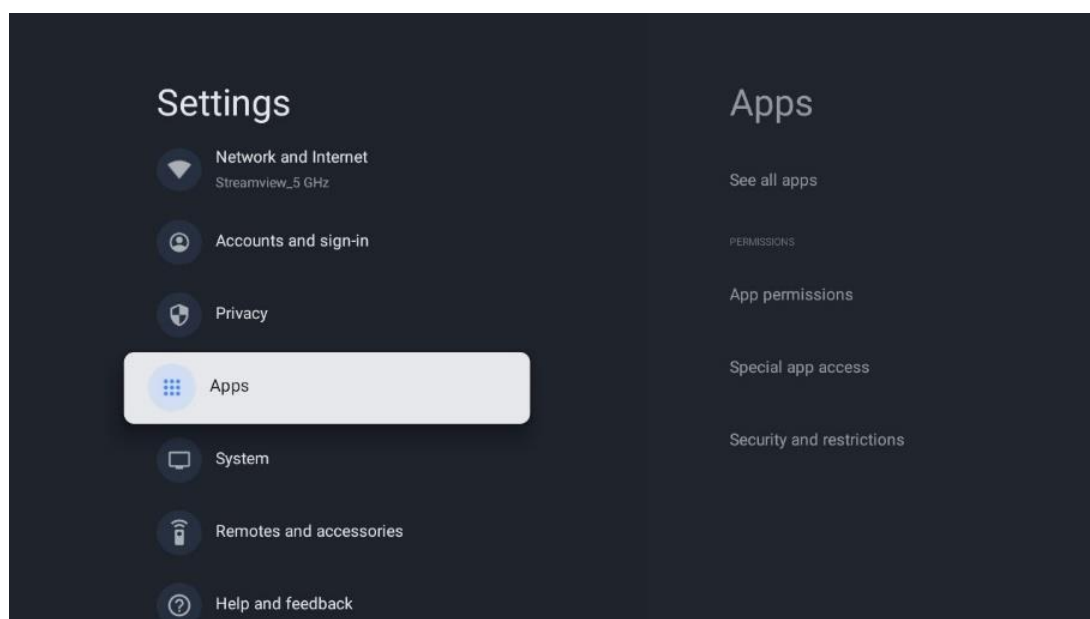 Settings
Network and Internet
Streamview_5 GHz
Accounts and sign-in
Privacy
Apps
System
Remotes and accessories
Help and feedback
Apps
See all apps
PERMISSIONS
App permissions
Special app access
Security and restrictions